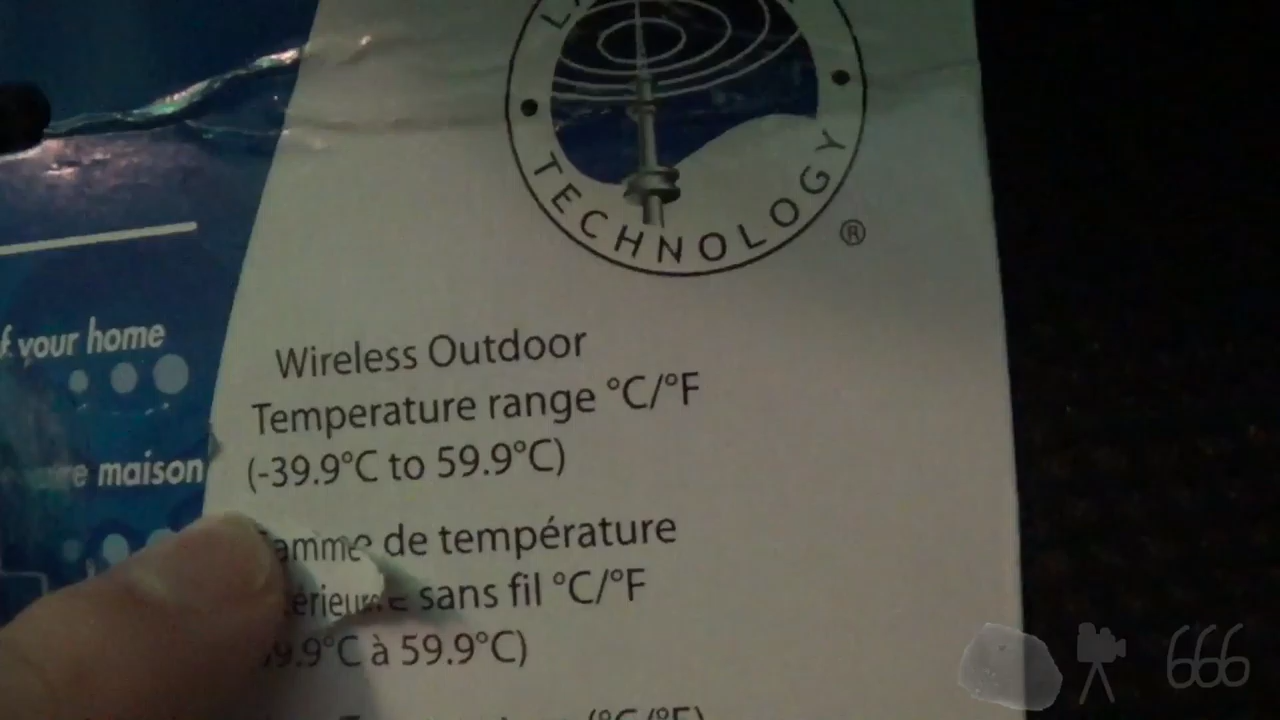 TECHNOLOGY
®
f your home
Wireless Outdoor
Temperature range °C/°F
(-39.9°C to 59.9°C)
maison
de température
sans fil °C/°F
9.9°C à 59.9°C)
666